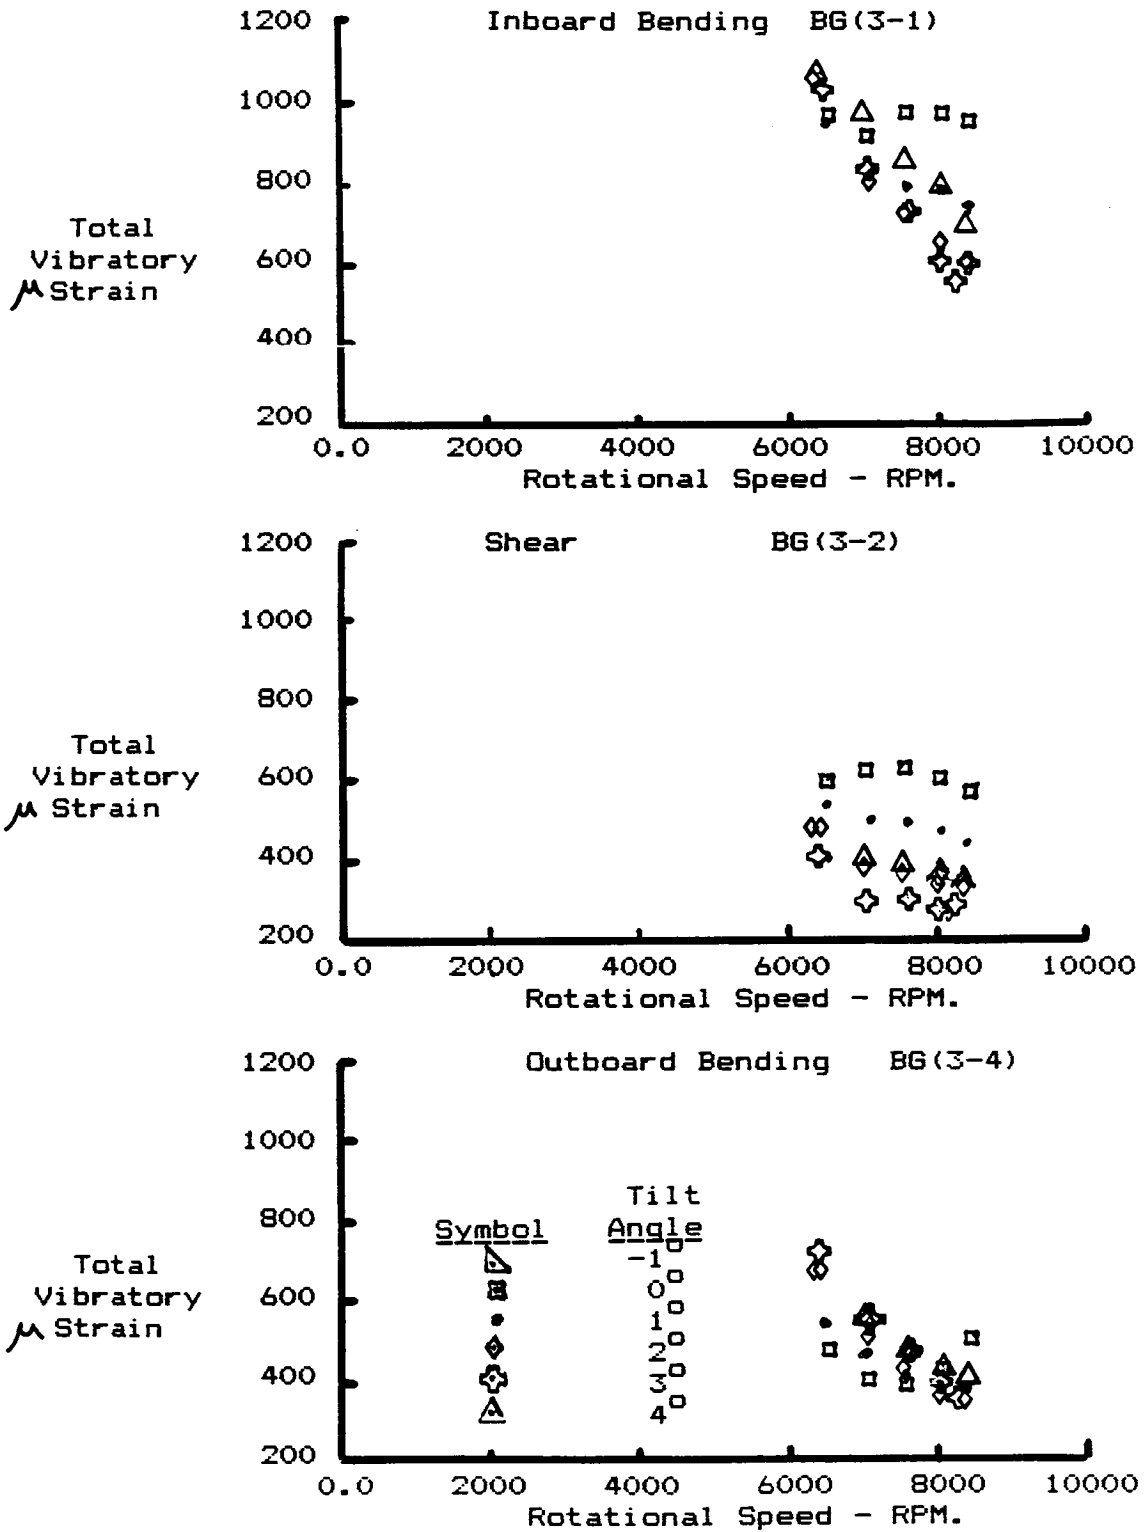 Inboard Bending BG(3-1)
1200
1000
800
600
400
200
Total
Vibratory
μ Strain
0.0 2000 4000 6000 8000 10000
Rotational Speed - RPM.
Shear BG(3-2)
1200
1000
800
600
400
200
Total
Vibratory
μ Strain
0.0 2000 4000 6000 8000 10000
Rotational Speed - RPM.
Outboard Bending BG(3-4)
1200
1000
800
600
400
200
Total
Vibratory
μ Strain
Tilt
Symbol Angle
-1°
0°
1°
2°
3°
4°
0.0 2000 4000 6000 8000 10000
Rotational Speed - RPM.